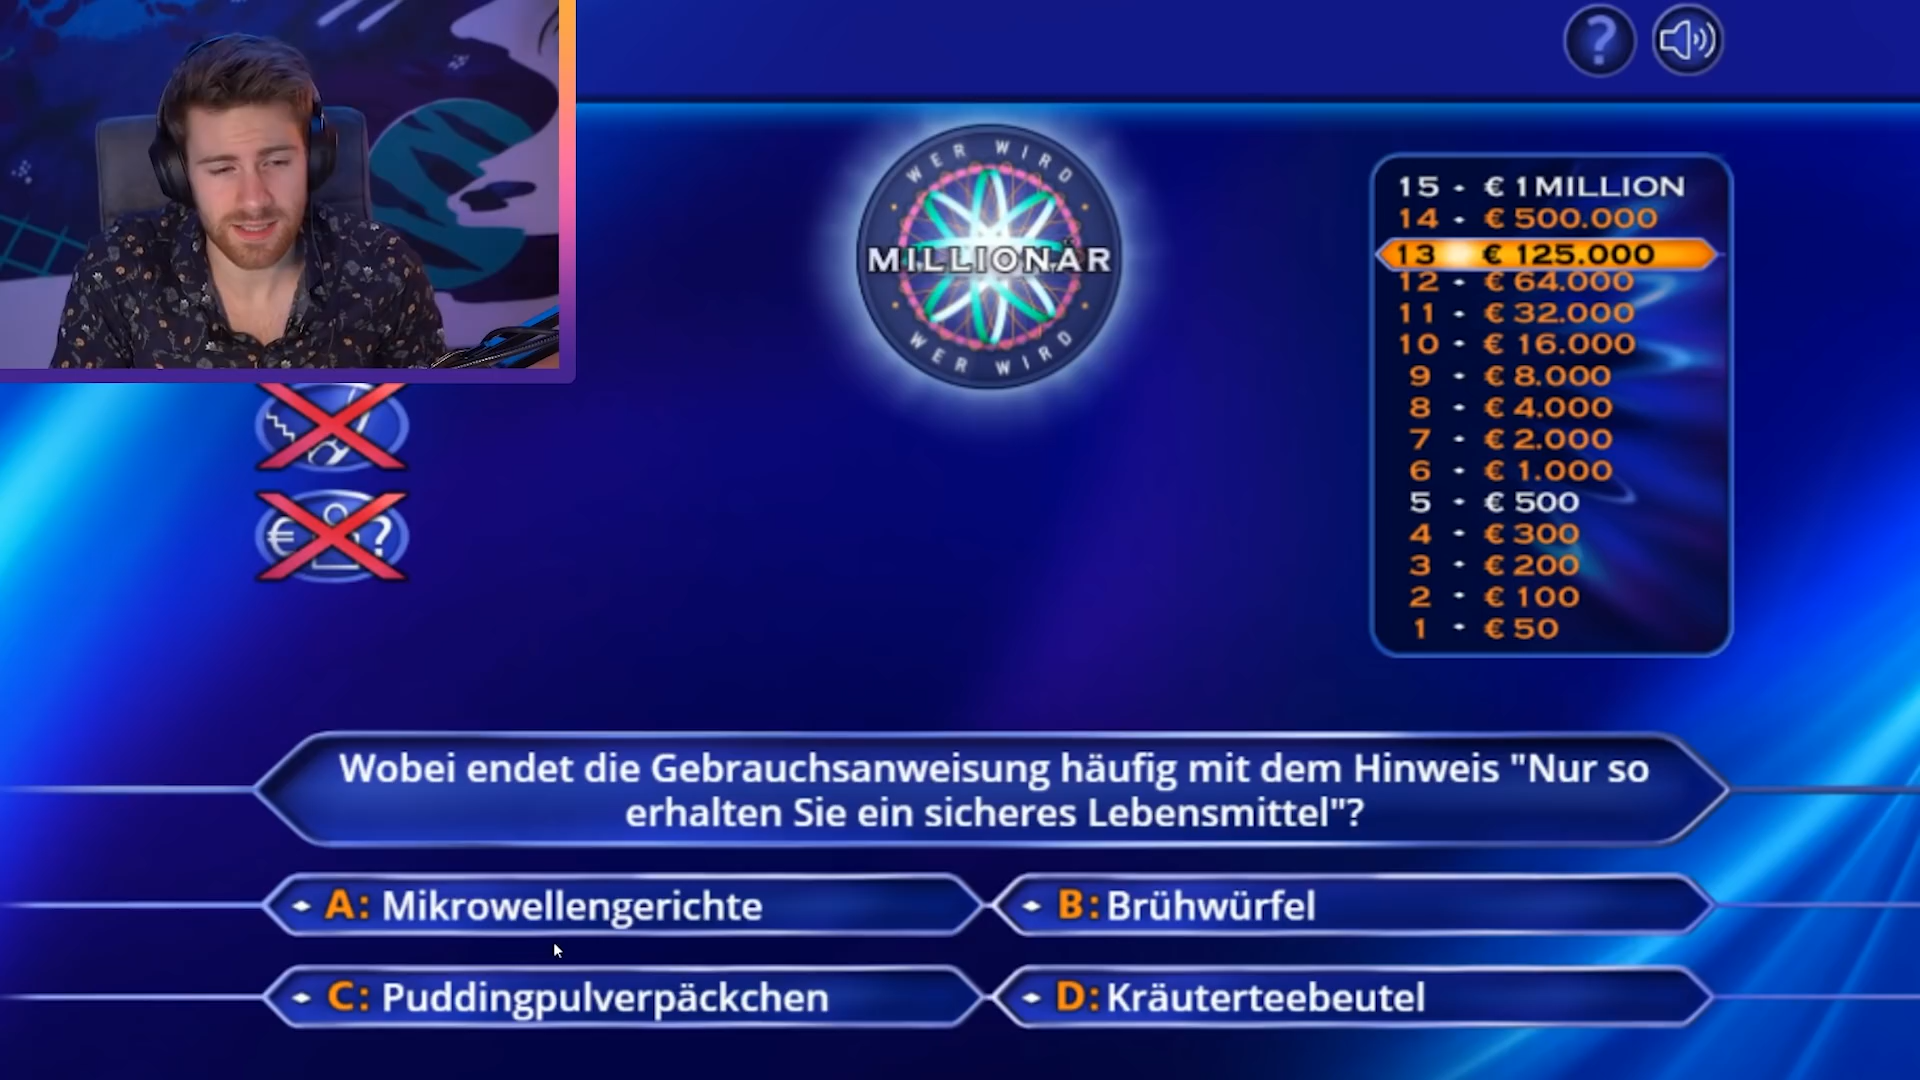 WER WIRD
MILLIONÄR
WER WIRD
15 · € 1 MILLION
14 · € 500.000
13 € 125.000
12 · € 64.000
11 · € 32.000
10 · € 16.000
9 · € 8.000
8 · € 4.000
7 · € 2.000
6 · € 1.000
5 · € 500
4 · € 300
3 · € 200
2 · € 100
1 · € 50
€ ?
Wobei endet die Gebrauchsanweisung häufig mit dem Hinweis "Nur so
erhalten Sie ein sicheres Lebensmittel"?
A: Mikrowellengerichte
B: Brühwürfel
C: Puddingpulverpäckchen
D: Kräuterteebeutel